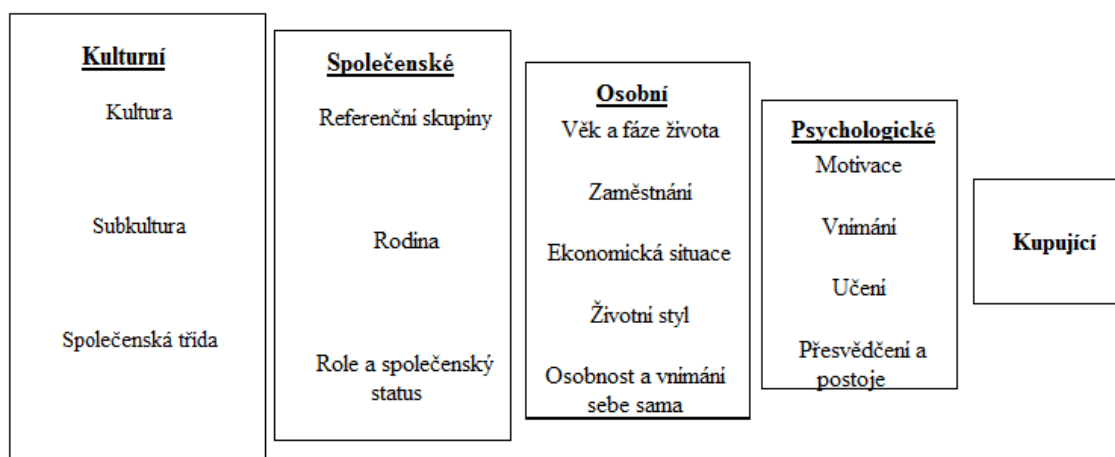 Kulturní
Kultura
Subkultura
Společenská třída
Společenské
Referenční skupiny
Rodina
Role a společenský
status
Osobní
Věk a fáze života
Zaměstnání
Ekonomická situace
Životní styl
Osobnost a vnímání
sebe sama
Psychologické
Motivace
Vnímání
Učení
Přesvědčení a
postoje
Kupující